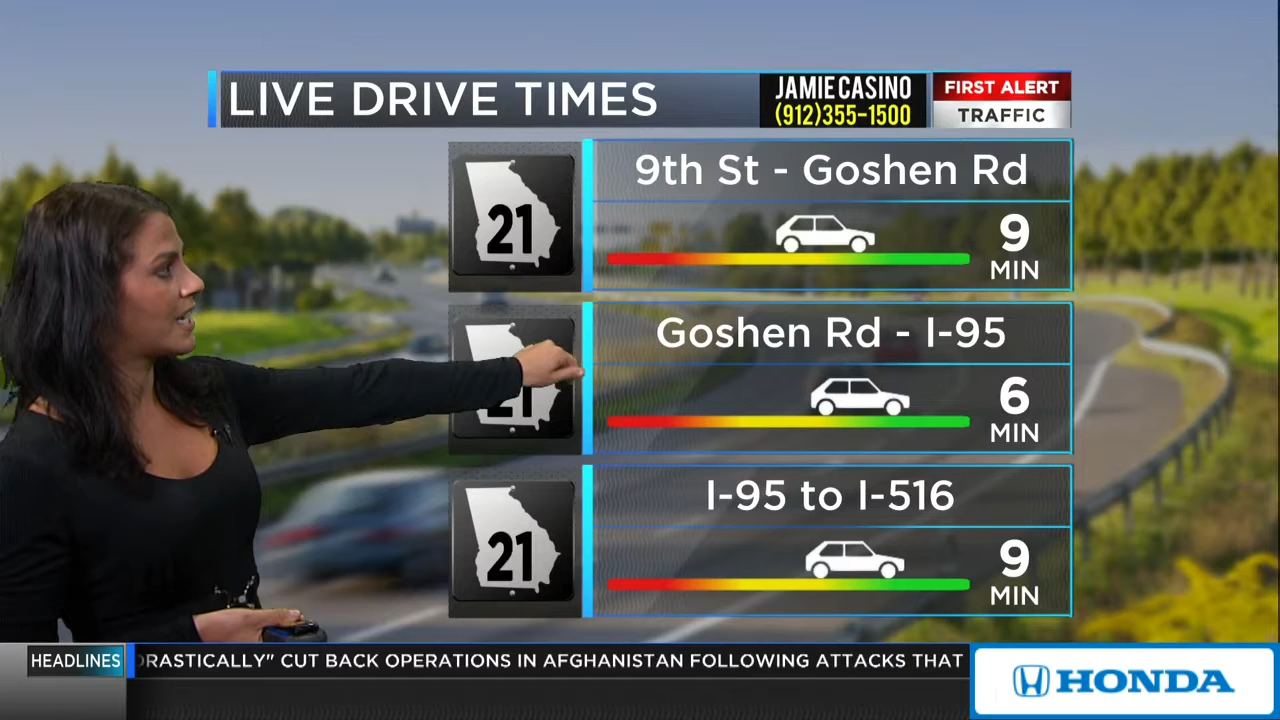 LIVE DRIVE TIMES
JAMIE CASINO
(912)355-1500
FIRST ALERT
TRAFFIC
21
9th St - Goshen Rd
9
MIN
21
Goshen Rd - I-95
6
MIN
21
I-95 to I-516
9
MIN
HEADLINES
DRASTICALLY" CUT BACK OPERATIONS IN AFGHANISTAN FOLLOWING ATTACKS THAT
HONDA